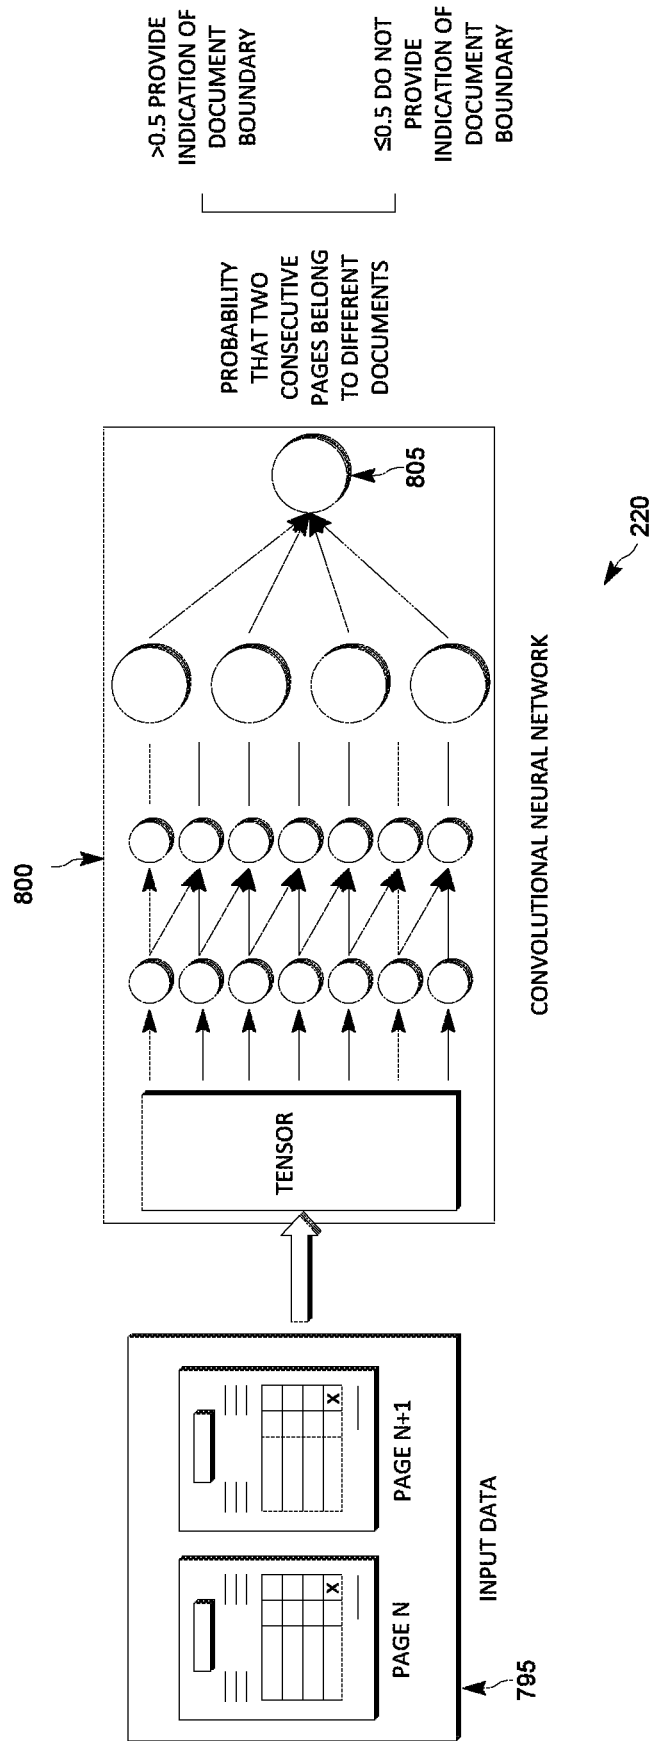 PAGE N
X
PAGE N+1
X
INPUT DATA
795
TENSOR
800
CONVOLUTIONAL NEURAL NETWORK
805
220
PROBABILITY
THAT TWO
CONSECUTIVE
PAGES BELONG
TO DIFFERENT
DOCUMENTS
>0.5 PROVIDE
INDICATION OF
DOCUMENT
BOUNDARY
≤0.5 DO NOT
PROVIDE
INDICATION OF
DOCUMENT
BOUNDARY